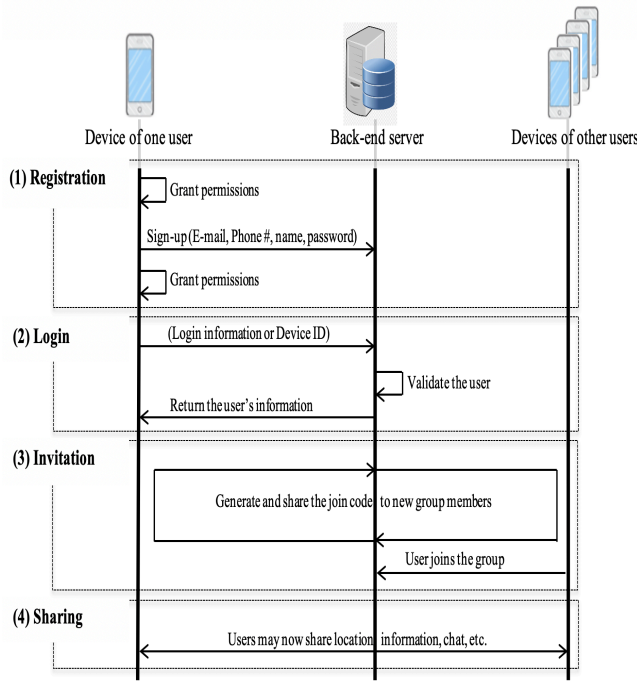 Device of one user
Back-end server
Devices of other users
(1) Registration
Grant permissions
Sign-up (E-mail, Phone #, name, password)
Grant permissions
(2) Login
(Login information or Device ID)
Validate the user
Return the user's information
(3) Invitation
Generate and share the join code to new group members
User joins the group
(4) Sharing
Users may now share location information, chat, etc.